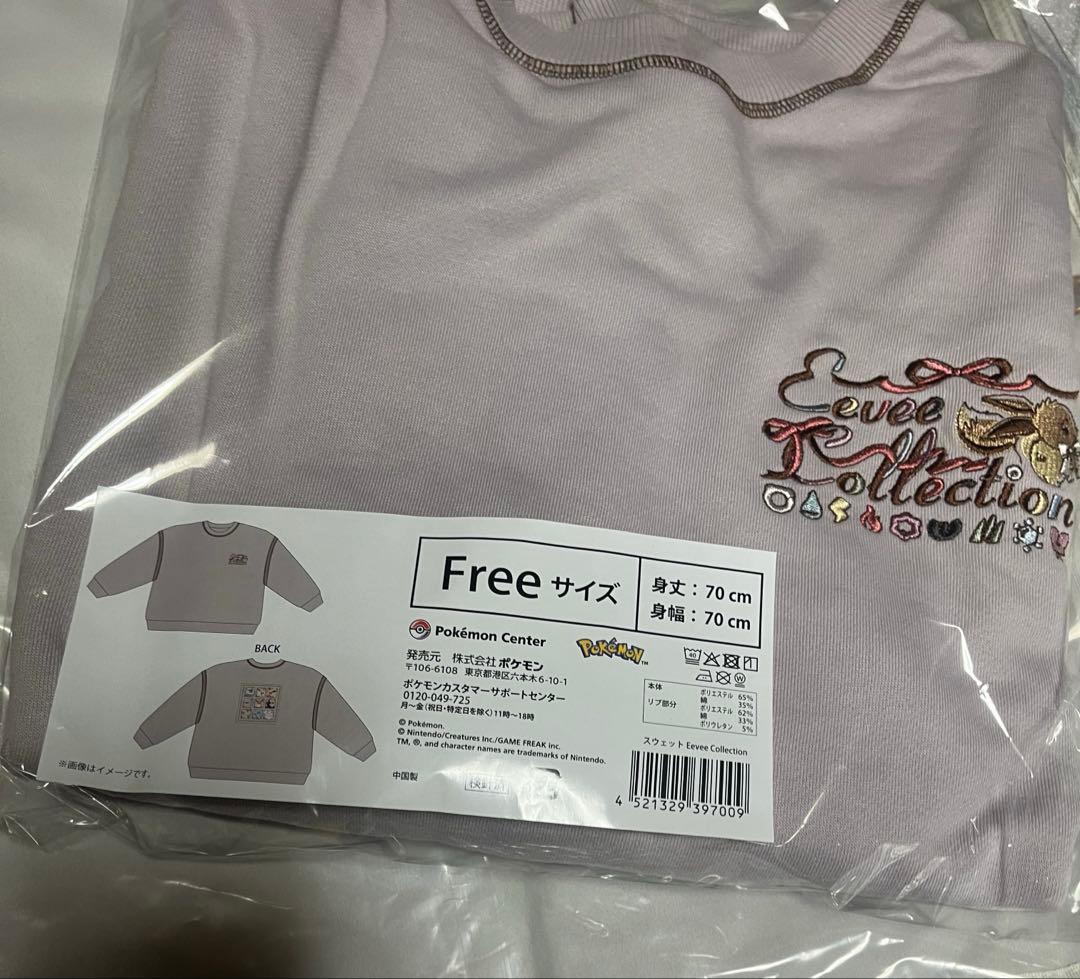 Eevee
Collection
BACK
※画像はイメージです。
Free サイズ
身丈：70 cm
身幅：70 cm
Pokémon Center
POKÉMON™
発売元 株式会社ポケモン
〒106-6108 東京都港区六本木6-10-1
ポケモンカスタマーサポートセンター
0120-049-725
月～金（祝日・特定日を除く）11時～18時
© Pokémon.
© Nintendo/Creatures Inc./GAME FREAK inc.
TM, ®, and character names are trademarks of Nintendo.
中国製
40
本体 ポリエステル 65%
綿 35%
リブ部分 ポリエステル 62%
綿 33%
ポリウレタン 5%
スウェット Eevee Collection
4 521329 397009